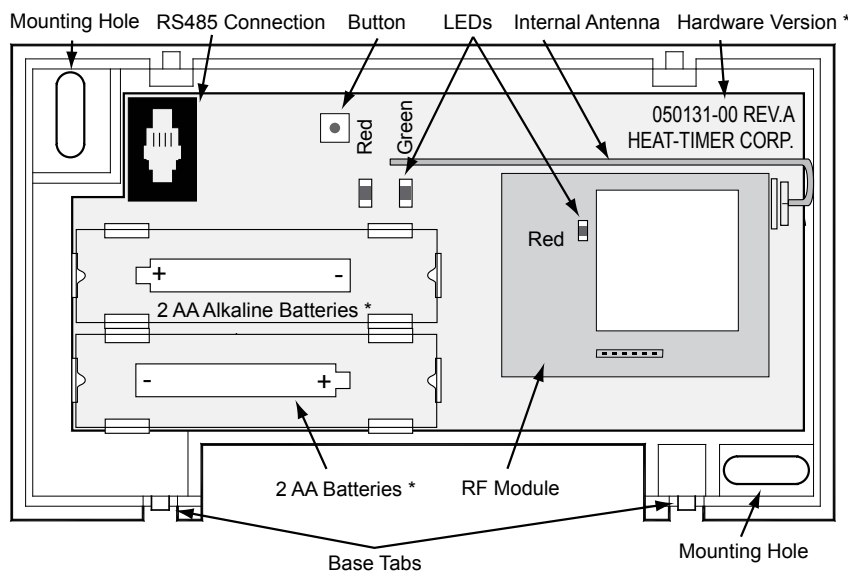 Mounting Hole
RS485 Connection
Button
LEDs
Internal Antenna
Hardware Version *
Red
Green
050131-00 REV.A
HEAT-TIMER CORP.
Red
+ -
2 AA Alkaline Batteries *
- +
2 AA Batteries *
RF Module
Base Tabs
Mounting Hole